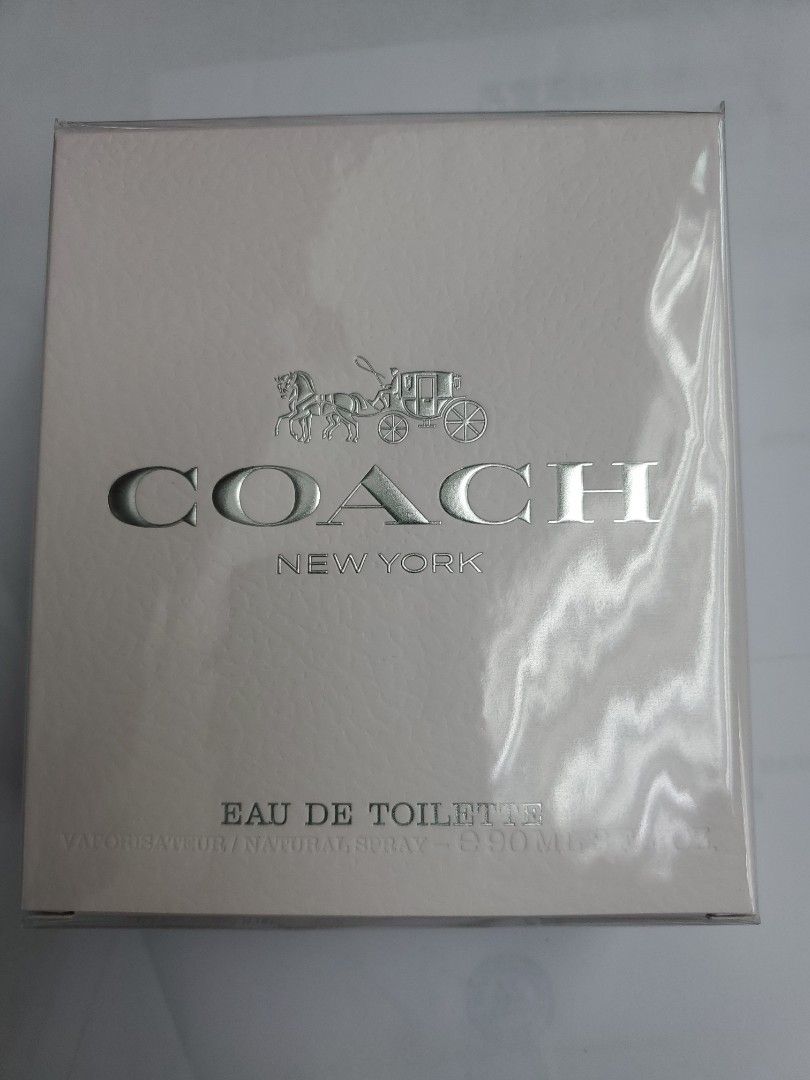 COACH
NEW YORK
EAU DE TOILETTE
VAPORISATEUR / NATURAL SPRAY - ℮ 90 ML